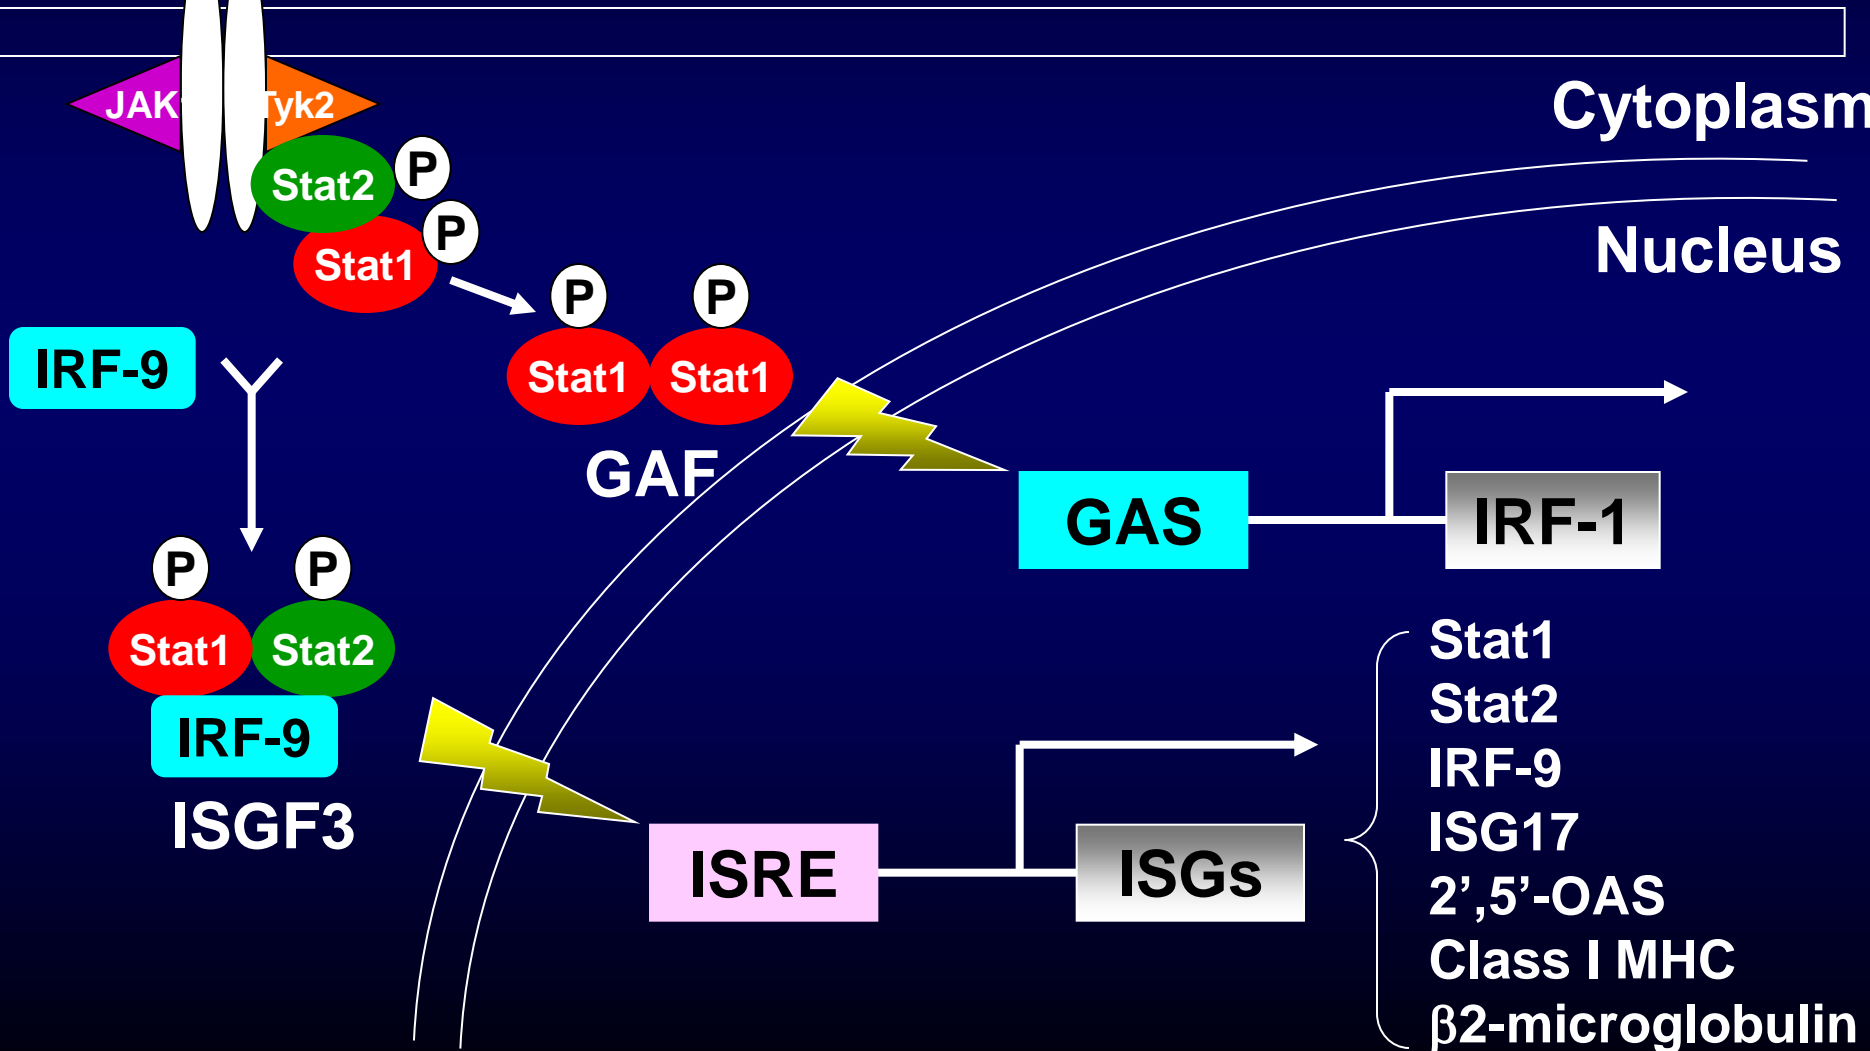 JAK
Tyk2
Cytoplasm
Stat2
P
P
Stat1
Nucleus
P
P
Stat1
Stat1
IRF-9
GAF
GAS
IRF-1
P
P
Stat1
Stat2
IRF-9
ISGF3
ISRE
ISGs
Stat1
Stat2
IRF-9
ISG17
2’,5’-OAS
Class I MHC
β2-microglobulin